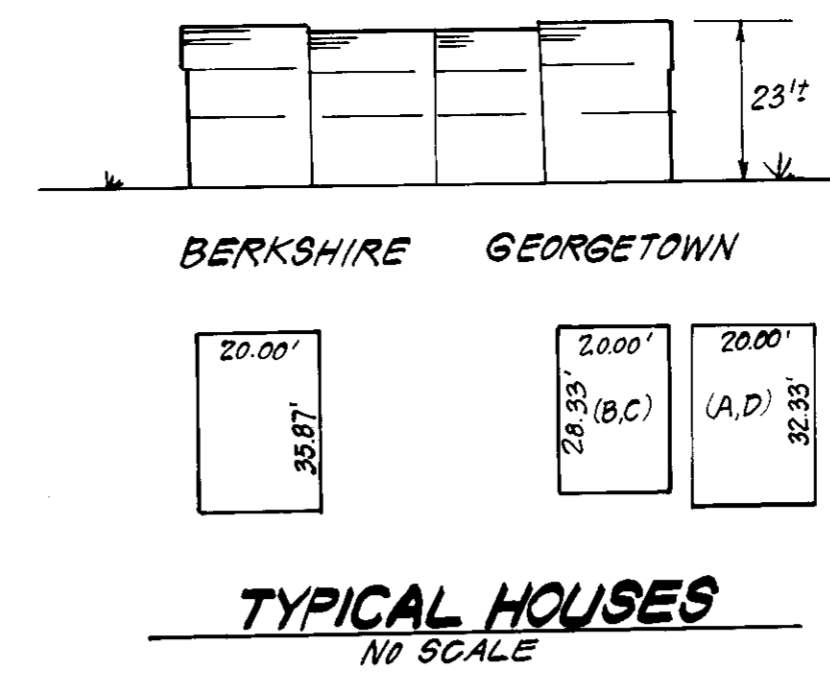 23'±
BERKSHIRE GEORGETOWN
20.00'
35.87'
20.00'
28.33'
(B,C)
20.00'
(A,D)
32.33'
TYPICAL HOUSES
NO SCALE